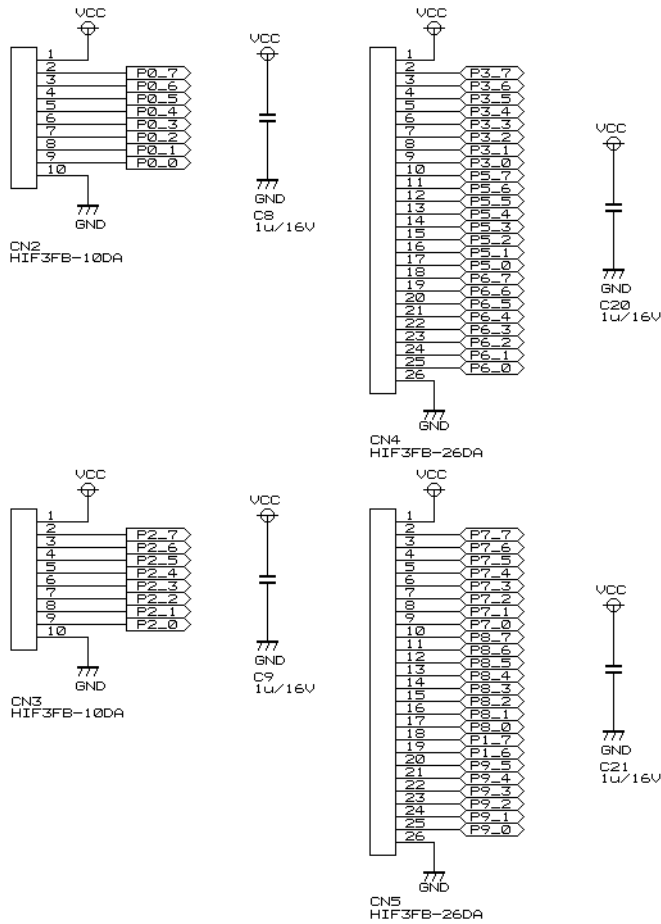 VCC
1
2 P0_7
3 P0_6
4 P0_5
5 P0_4
6 P0_3
7 P0_2
8 P0_1
9 P0_0
10
GND
CN2
HIF3FB-10DA
VCC
GND
C8
1u/16V
VCC
1
2 P3_7
3 P3_6
4 P3_5
5 P3_4
6 P3_3
7 P3_2
8 P3_1
9 P3_0
10 P5_7
11 P5_6
12 P5_5
13 P5_4
14 P5_3
15 P5_2
16 P5_1
17 P5_0
18 P6_7
19 P6_6
20 P6_5
21 P6_4
22 P6_3
23 P6_2
24 P6_1
25 P6_0
26
GND
CN4
HIF3FB-26DA
VCC
GND
C20
1u/16V
VCC
1
2 P2_7
3 P2_6
4 P2_5
5 P2_4
6 P2_3
7 P2_2
8 P2_1
9 P2_0
10
GND
CN3
HIF3FB-10DA
VCC
GND
C9
1u/16V
VCC
1
2 P7_7
3 P7_6
4 P7_5
5 P7_4
6 P7_3
7 P7_2
8 P7_1
9 P7_0
10 P8_7
11 P8_6
12 P8_5
13 P8_4
14 P8_3
15 P8_2
16 P8_1
17 P8_0
18 P1_7
19 P1_6
20 P9_5
21 P9_4
22 P9_3
23 P9_2
24 P9_1
25 P9_0
26
GND
CN5
HIF3FB-26DA
VCC
GND
C21
1u/16V